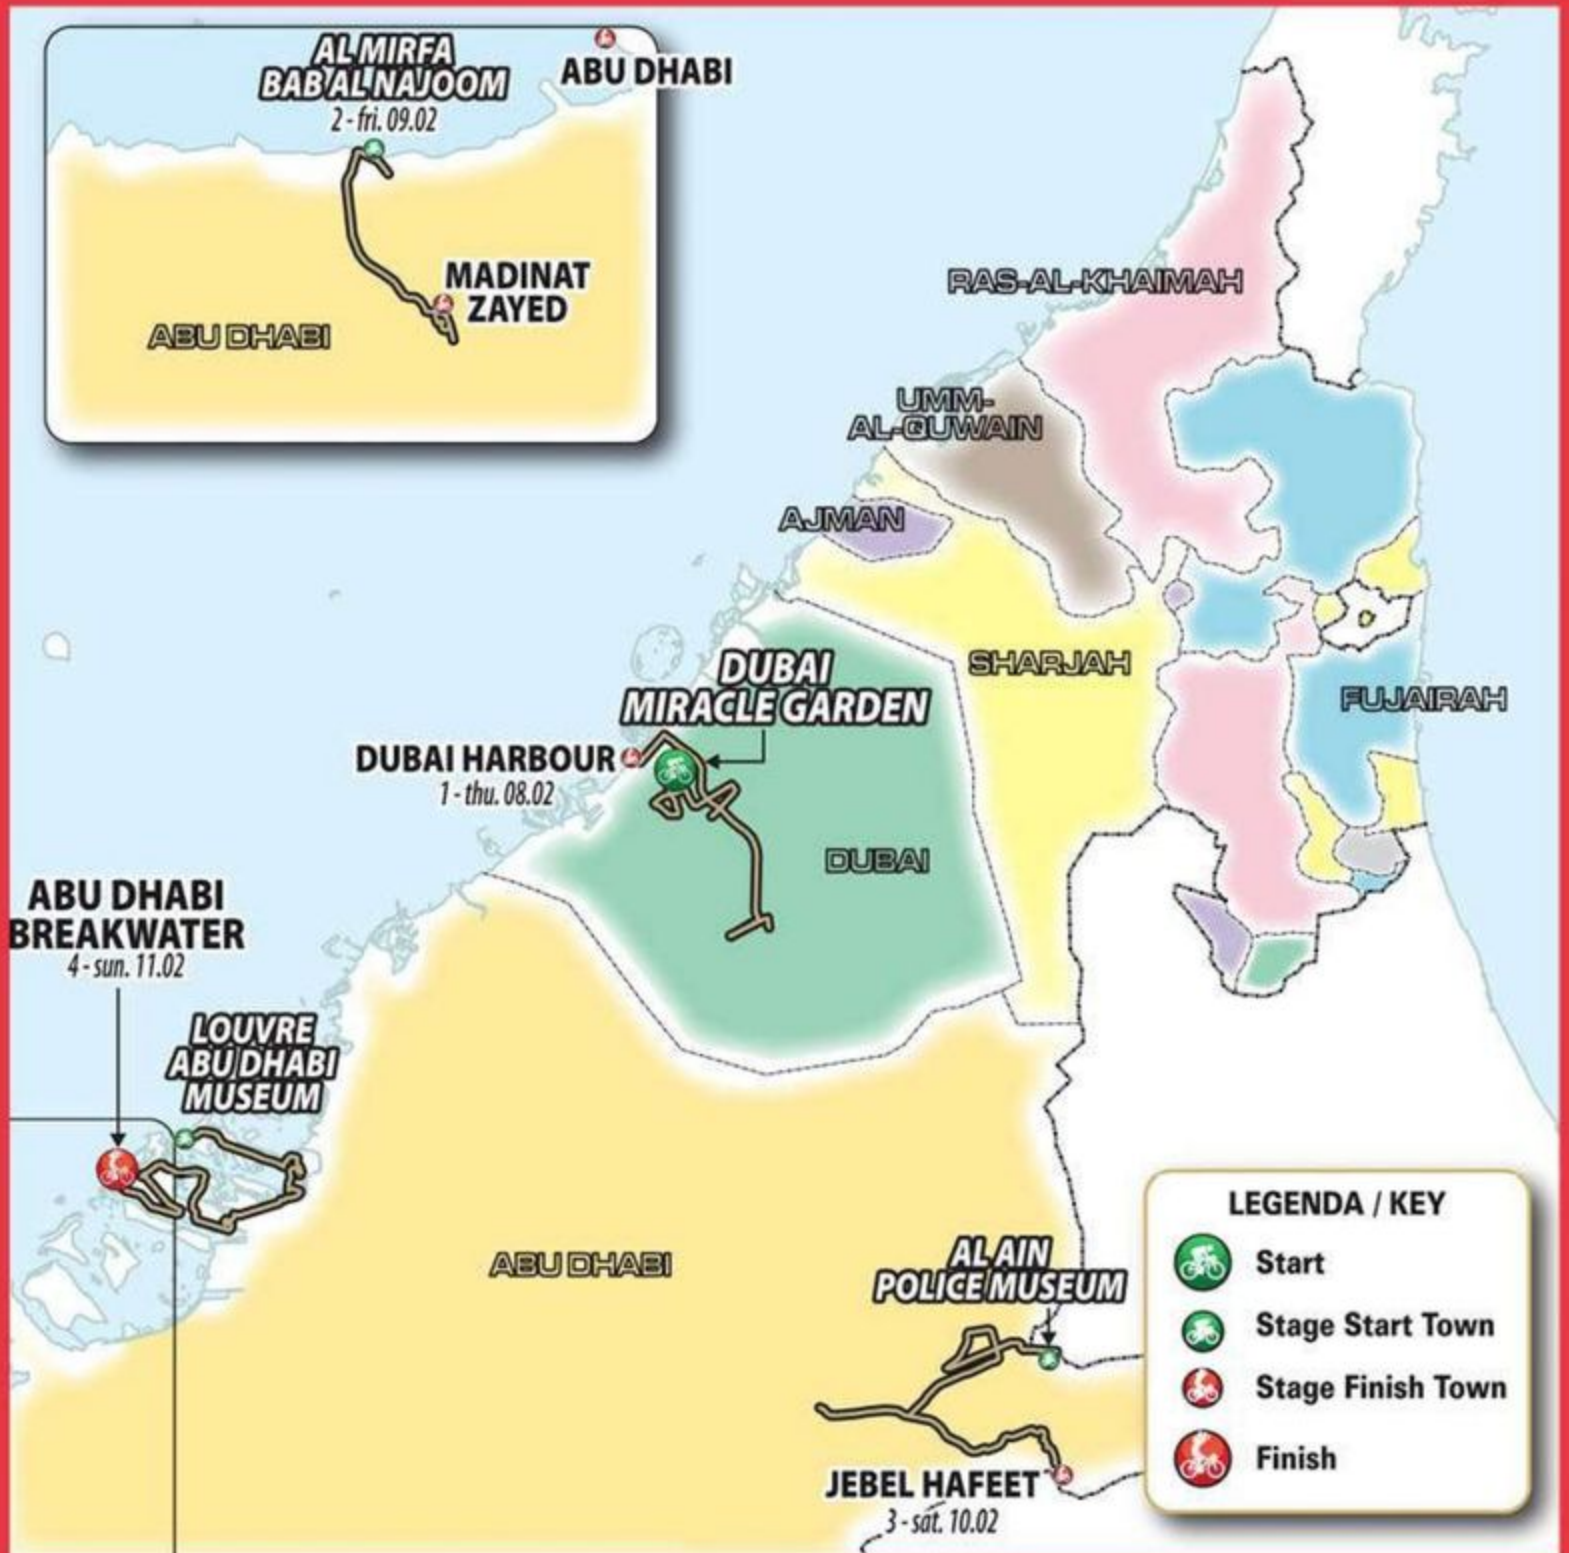 AL MIRFA
BAB AL NAJOOM
2 - fri. 09.02
ABU DHABI
MADINAT
ZAYED
ABU DHABI
RAS-AL-KHAIMAH
UMM-
AL-QUWAIN
AJMAN
SHARJAH
FUJAIRAH
DUBAI
MIRACLE GARDEN
DUBAI HARBOUR
1 - thu. 08.02
DUBAI
ABU DHABI
BREAKWATER
4 - sun. 11.02
LOUVRE
ABU DHABI
MUSEUM
ABU DHABI
AL AIN
POLICE MUSEUM
JEBEL HAFEET
3 - sat. 10.02
LEGENDA / KEY
Start
Stage Start Town
Stage Finish Town
Finish